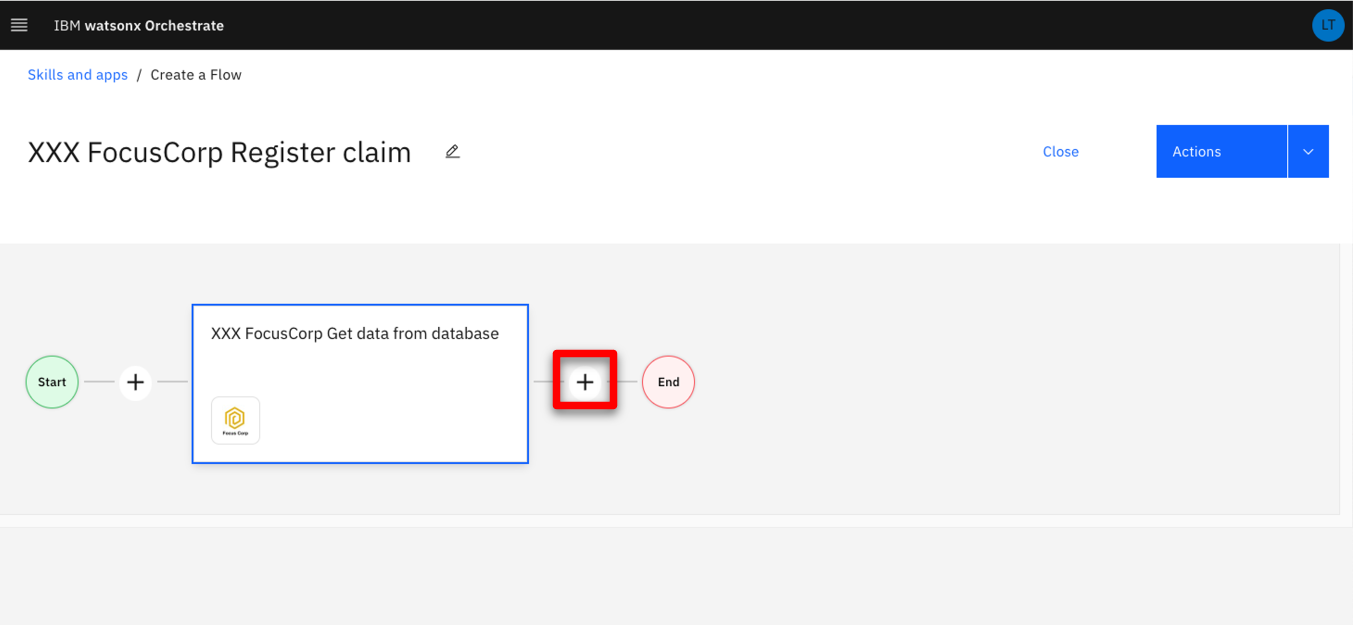 IBM watsonx Orchestrate
LT
Skills and apps / Create a Flow
XXX FocusCorp Register claim
Close
Actions
XXX FocusCorp Get data from database
Start
End
Focus Corp